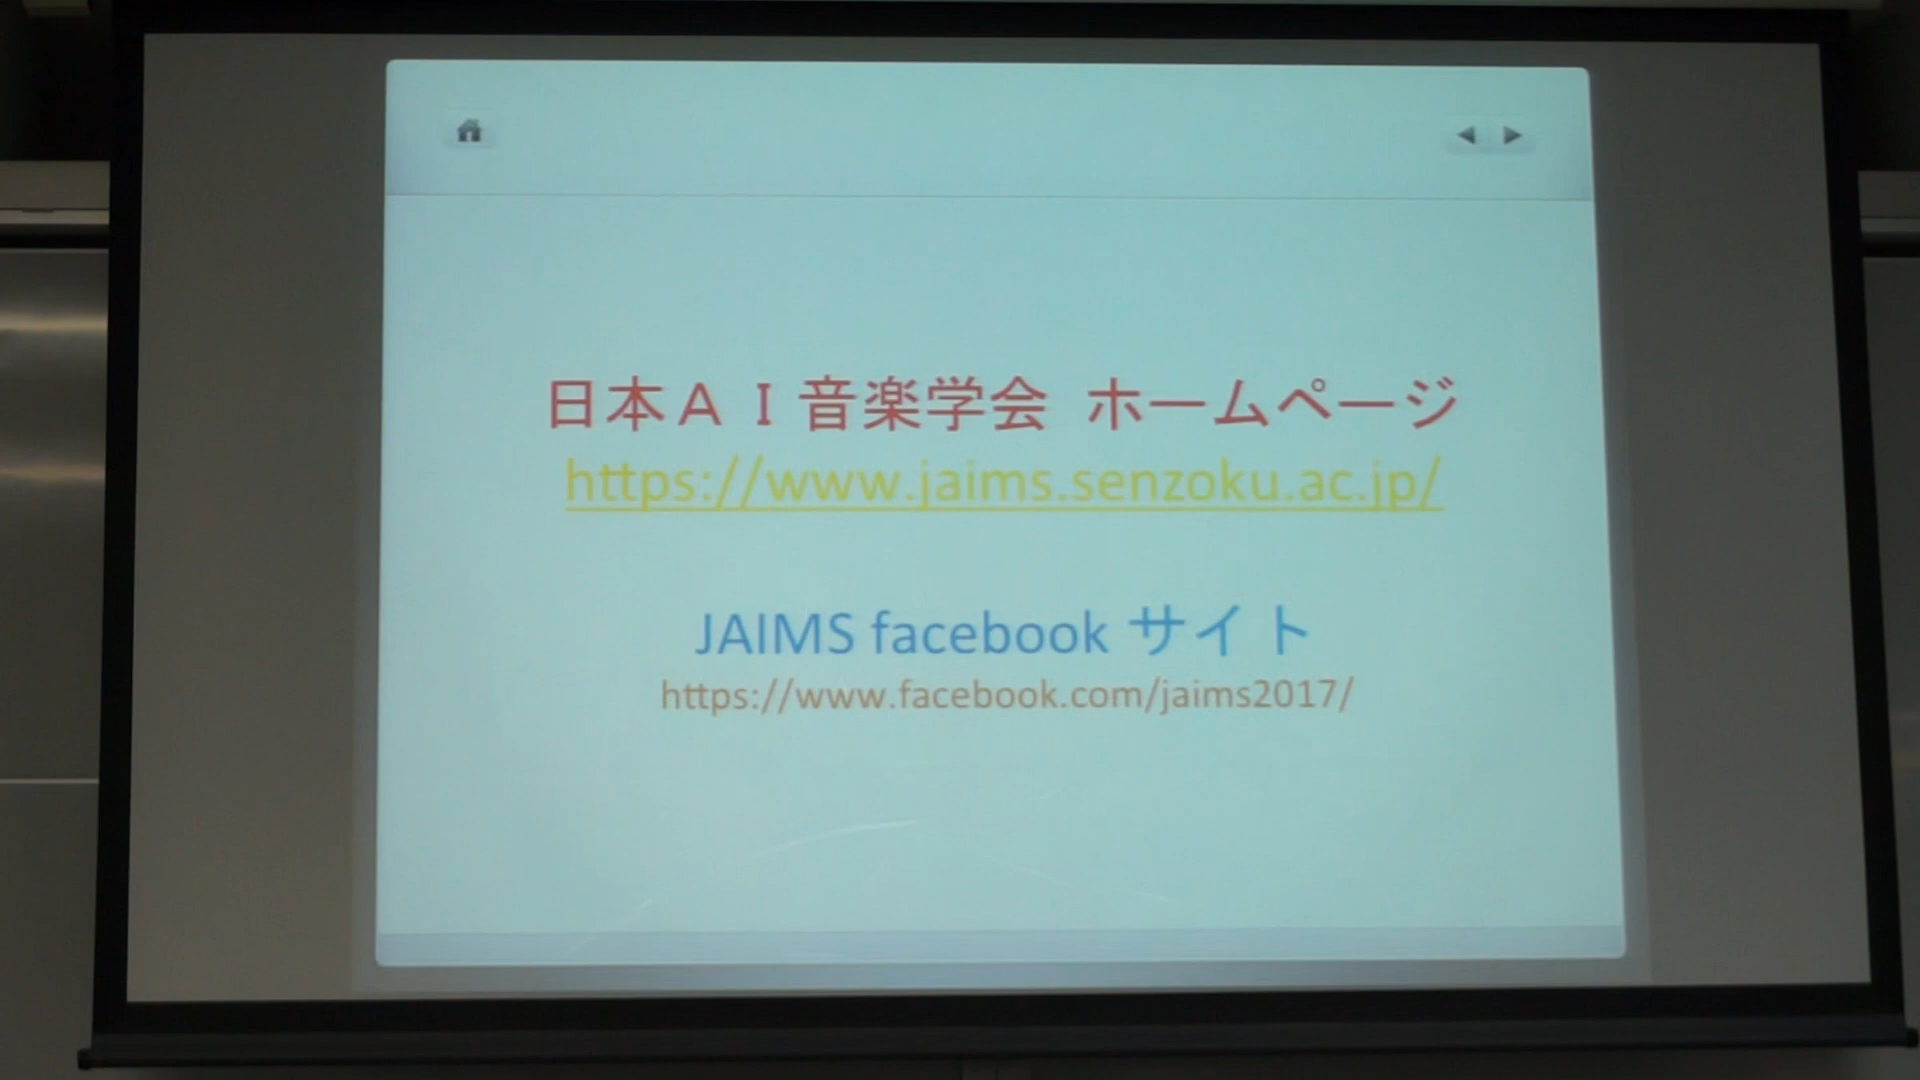 日本ＡＩ音楽学会 ホームページ
https://www.jaims.senzoku.ac.jp/
JAIMS facebook サイト
https://www.facebook.com/jaims2017/